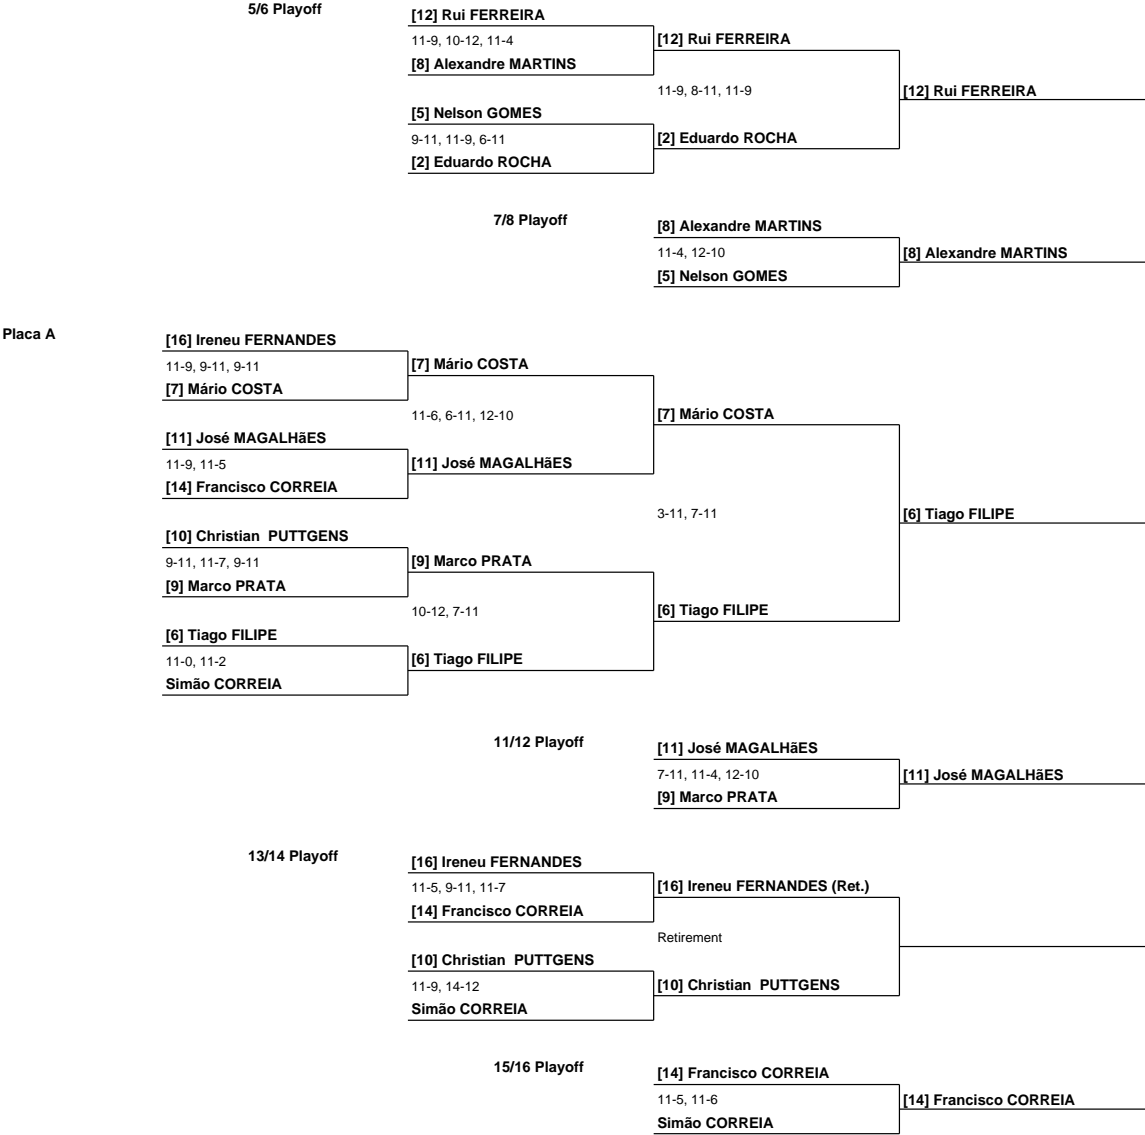 5/6 Playoff
[12] Rui FERREIRA
11-9, 10-12, 11-4
[12] Rui FERREIRA
[8] Alexandre MARTINS
11-9, 8-11, 11-9
[12] Rui FERREIRA
[5] Nelson GOMES
9-11, 11-9, 6-11
[2] Eduardo ROCHA
[2] Eduardo ROCHA
7/8 Playoff
[8] Alexandre MARTINS
11-4, 12-10
[8] Alexandre MARTINS
[5] Nelson GOMES
Placa A
[16] Ireneu FERNANDES
11-9, 9-11, 9-11
[7] Mário COSTA
[7] Mário COSTA
11-6, 6-11, 12-10
[7] Mário COSTA
[11] José MAGALHãES
11-9, 11-5
[11] José MAGALHãES
[14] Francisco CORREIA
3-11, 7-11
[6] Tiago FILIPE
[10] Christian  PUTTGENS
9-11, 11-7, 9-11
[9] Marco PRATA
[9] Marco PRATA
10-12, 7-11
[6] Tiago FILIPE
[6] Tiago FILIPE
11-0, 11-2
[6] Tiago FILIPE
Simão CORREIA
11/12 Playoff
[11] José MAGALHãES
7-11, 11-4, 12-10
[11] José MAGALHãES
[9] Marco PRATA
13/14 Playoff
[16] Ireneu FERNANDES
11-5, 9-11, 11-7
[16] Ireneu FERNANDES (Ret.)
[14] Francisco CORREIA
Retirement
[10] Christian  PUTTGENS
11-9, 14-12
[10] Christian  PUTTGENS
Simão CORREIA
15/16 Playoff
[14] Francisco CORREIA
11-5, 11-6
[14] Francisco CORREIA
Simão CORREIA